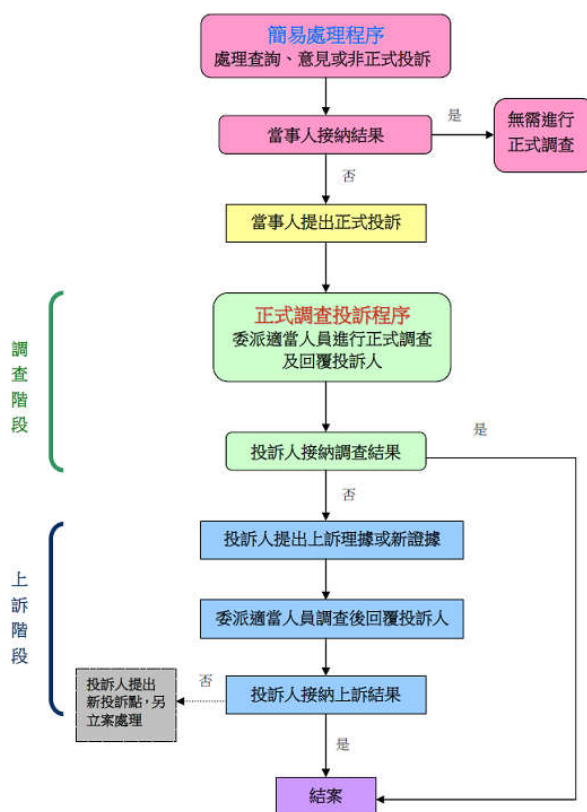 簡易處理程序
處理查詢、意見或非正式投訴
當事人接納結果
是
無需進行
正式調查
否
當事人提出正式投訴
調
查
階
段
正式調查投訴程序
委派適當人員進行正式調查
及回覆投訴人
投訴人接納調查結果
是
否
上
訴
階
段
投訴人提出上訴理據或新證據
委派適當人員調查後回覆投訴人
投訴人接納上訴結果
否
投訴人提出
新投訴點，另
立案處理
是
結案